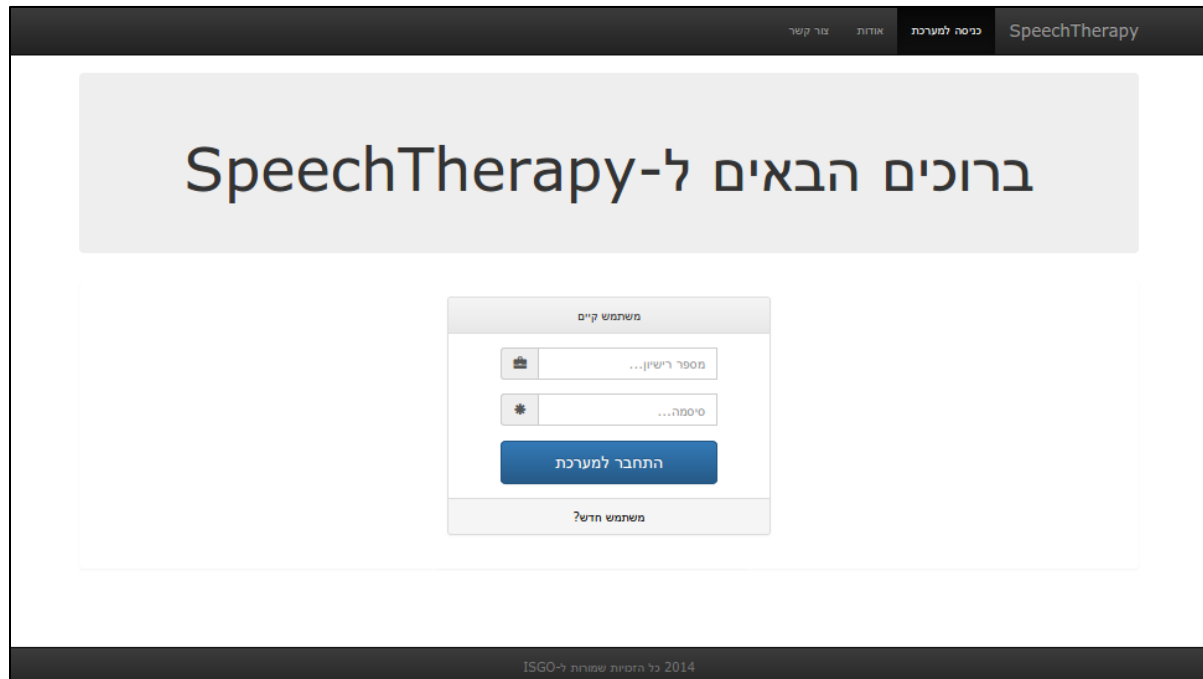 SpeechTherapy כניסה למערכת אודות צור קשר
ברוכים הבאים ל-SpeechTherapy
משתמש קיים
מספר רישיון...
סיסמה...
התחבר למערכת
משתמש חדש?
2014 כל הזכויות שמורות ל-ISGO